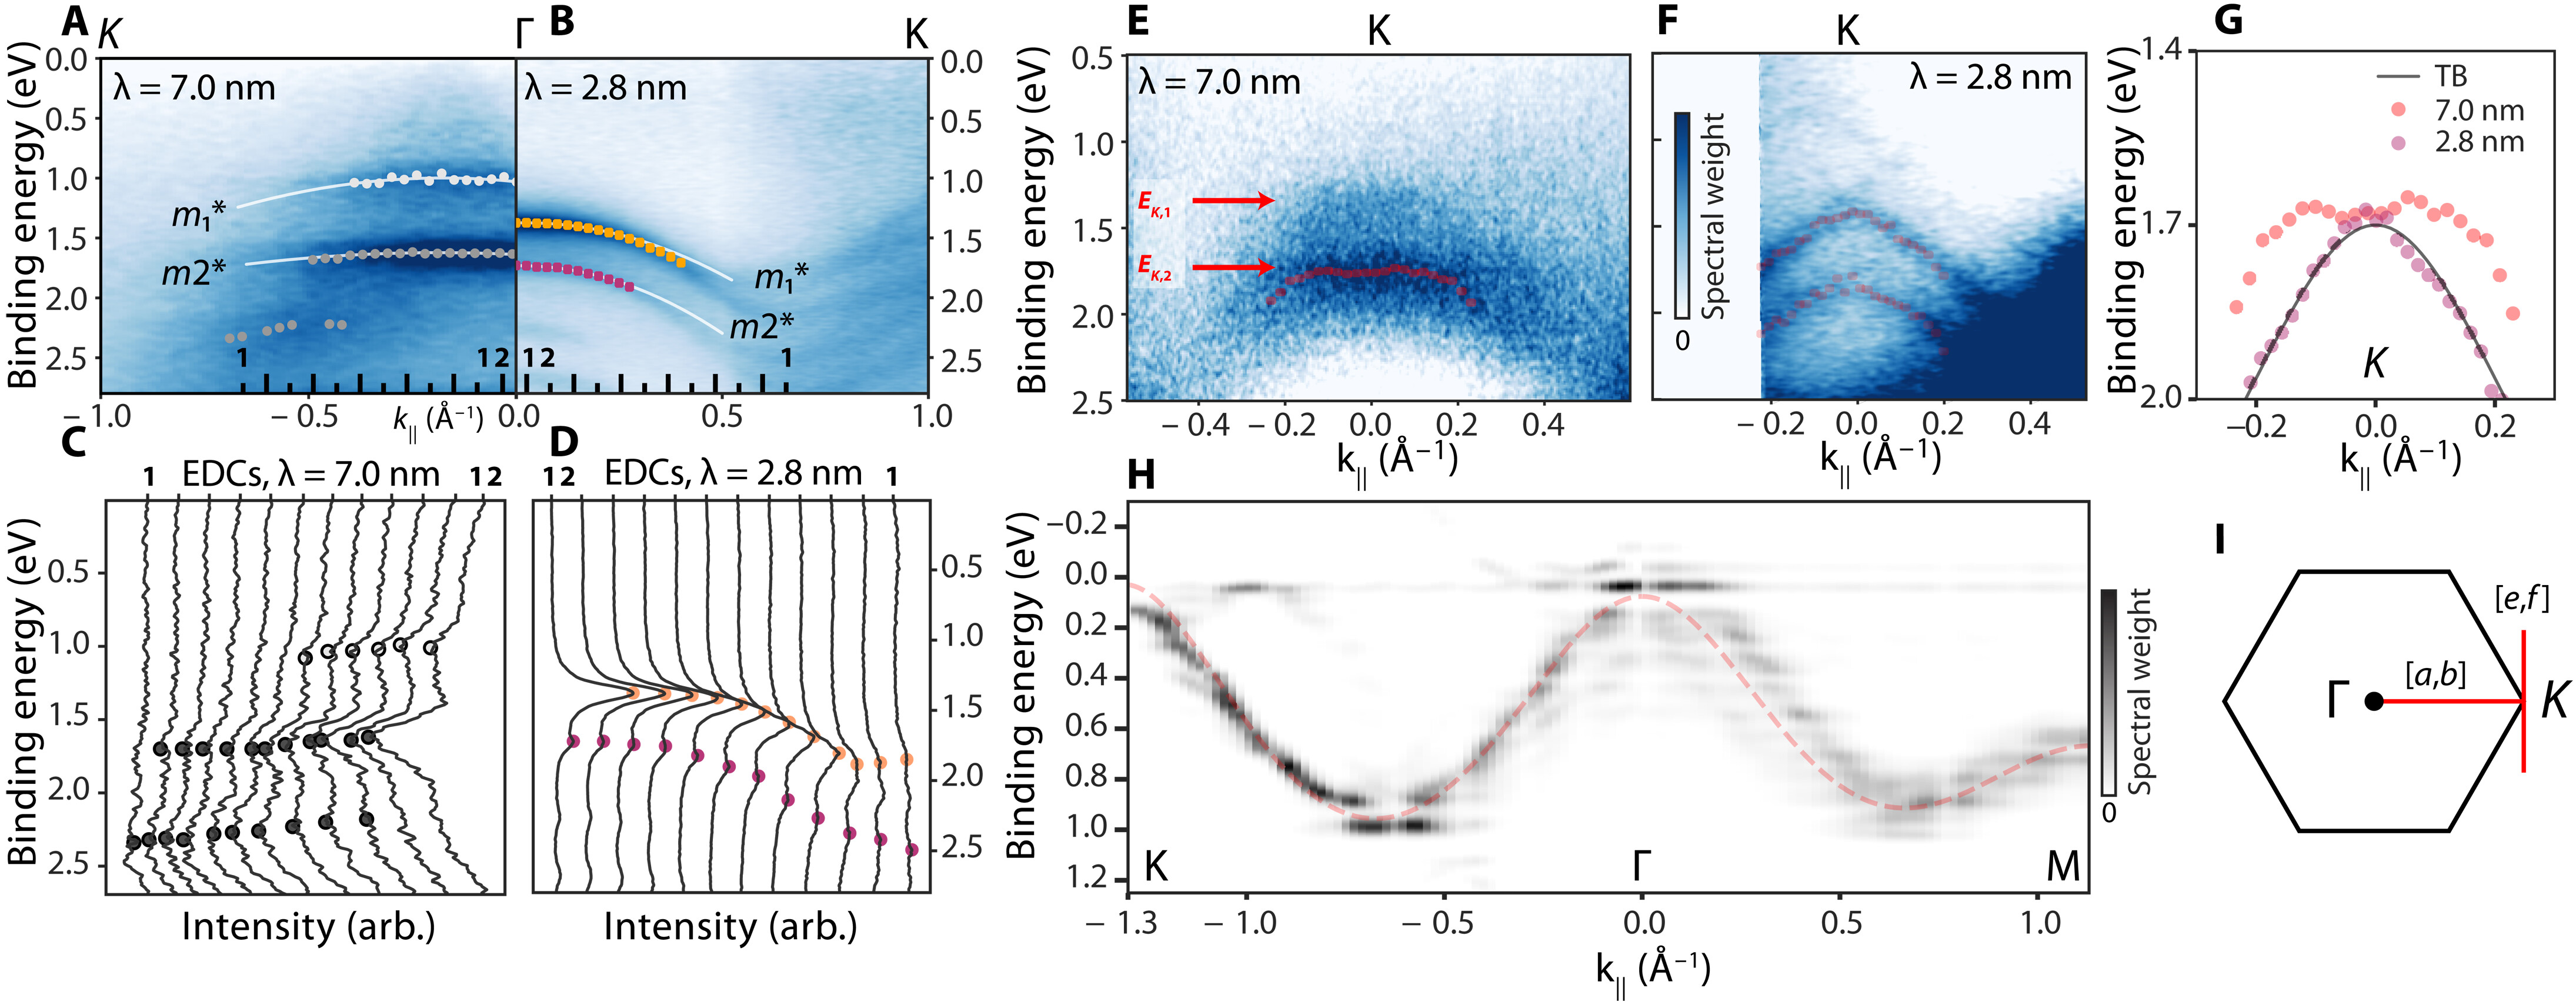 A
K
Γ
B
K
λ = 7.0 nm
λ = 2.8 nm
Binding energy (eV)
0.0
0.5
1.0
1.5
2.0
2.5
m₁*
m2*
1
12
12
1
m₁*
m2*
0.0
0.5
1.0
1.5
2.0
2.5
−1.0
−0.5
k|| (Å⁻¹)
0.0
0.5
1.0
E
K
λ = 7.0 nm
Binding energy (eV)
0.5
1.0
1.5
2.0
2.5
E_K,1
E_K,2
−0.4
−0.2
0.0
0.2
0.4
k|| (Å⁻¹)
F
K
λ = 2.8 nm
Spectral weight
0
−0.2
0.0
0.2
0.4
k|| (Å⁻¹)
G
Binding energy (eV)
1.4
1.7
2.0
TB
7.0 nm
2.8 nm
K
−0.2
0.0
0.2
k|| (Å⁻¹)
C
1 EDCs, λ = 7.0 nm 12
Binding energy (eV)
0.5
1.0
1.5
2.0
2.5
Intensity (arb.)
D
12 EDCs, λ = 2.8 nm 1
0.5
1.0
1.5
2.0
2.5
Intensity (arb.)
H
Binding energy (eV)
−0.2
0.0
0.2
0.4
0.6
0.8
1.0
1.2
K
Γ
M
−1.3
−1.0
−0.5
0.0
0.5
1.0
k|| (Å⁻¹)
Spectral weight
0
I
[e,f]
[a,b]
Γ
K